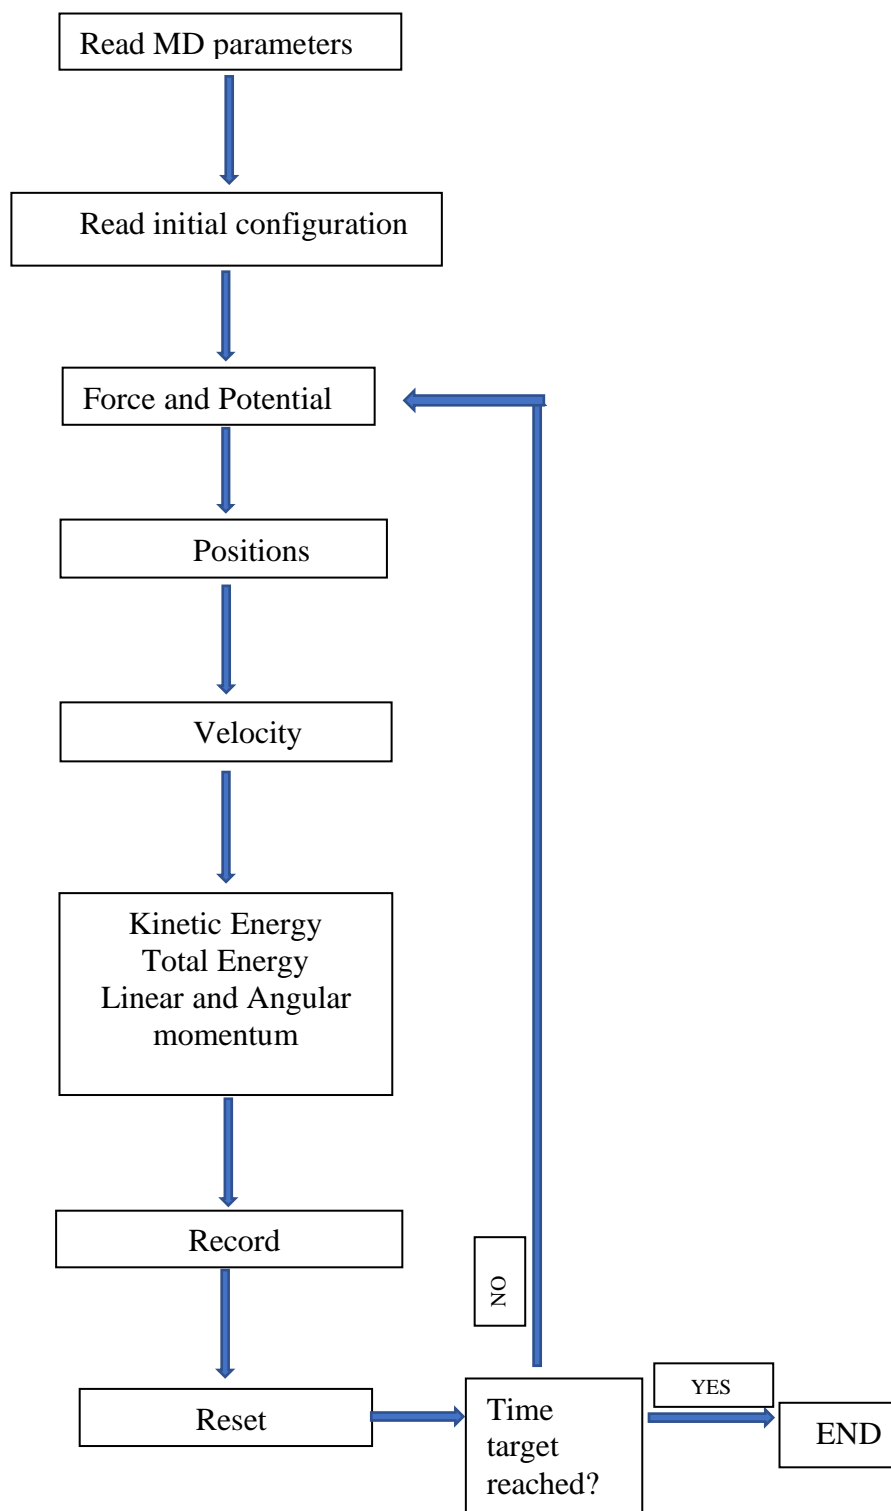 Read MD parameters
Read initial configuration
Force and Potential
Positions
Velocity
Kinetic Energy
Total Energy
Linear and Angular
momentum
Record
NO
Reset
Time
target
reached?
YES
END